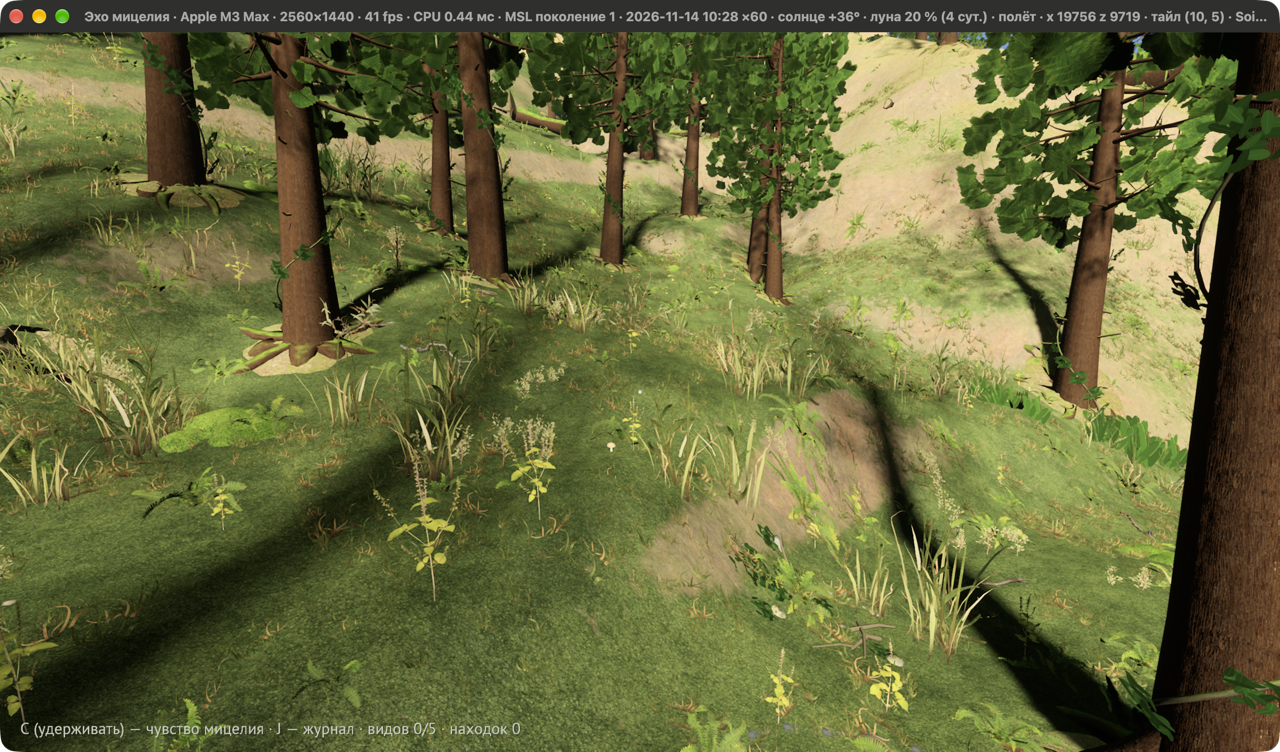 Эхо мицелия · Apple M3 Max · 2560×1440 · 41 fps · CPU 0.44 мс · MSL поколение 1 · 2026-11-14 10:28 ×60 · солнце +36° · луна 20 % (4 сут.) · полёт · x 19756 z 9719 · тайл (10, 5) · Soi...
C (удерживать) — чувство мицелия · J — журнал · видов 0/5 · находок 0